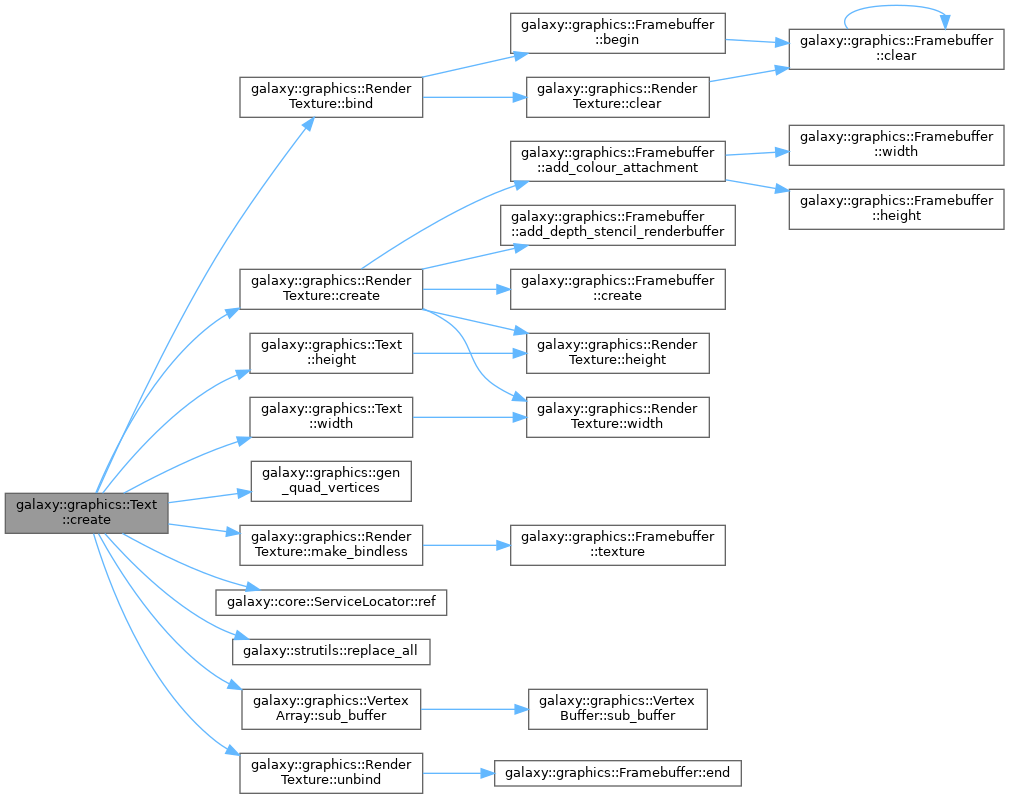 galaxy::graphics::Framebuffer
::begin
galaxy::graphics::Framebuffer
::clear
galaxy::graphics::Render
Texture::bind
galaxy::graphics::Render
Texture::clear
galaxy::graphics::Framebuffer
::width
galaxy::graphics::Framebuffer
::add_colour_attachment
galaxy::graphics::Framebuffer
::height
galaxy::graphics::Framebuffer
::add_depth_stencil_renderbuffer
galaxy::graphics::Render
Texture::create
galaxy::graphics::Framebuffer
::create
galaxy::graphics::Text
::height
galaxy::graphics::Render
Texture::height
galaxy::graphics::Text
::width
galaxy::graphics::Render
Texture::width
galaxy::graphics::gen
_quad_vertices
galaxy::graphics::Text
::create
galaxy::graphics::Render
Texture::make_bindless
galaxy::graphics::Framebuffer
::texture
galaxy::core::ServiceLocator::ref
galaxy::strutils::replace_all
galaxy::graphics::Vertex
Array::sub_buffer
galaxy::graphics::Vertex
Buffer::sub_buffer
galaxy::graphics::Render
Texture::unbind
galaxy::graphics::Framebuffer::end